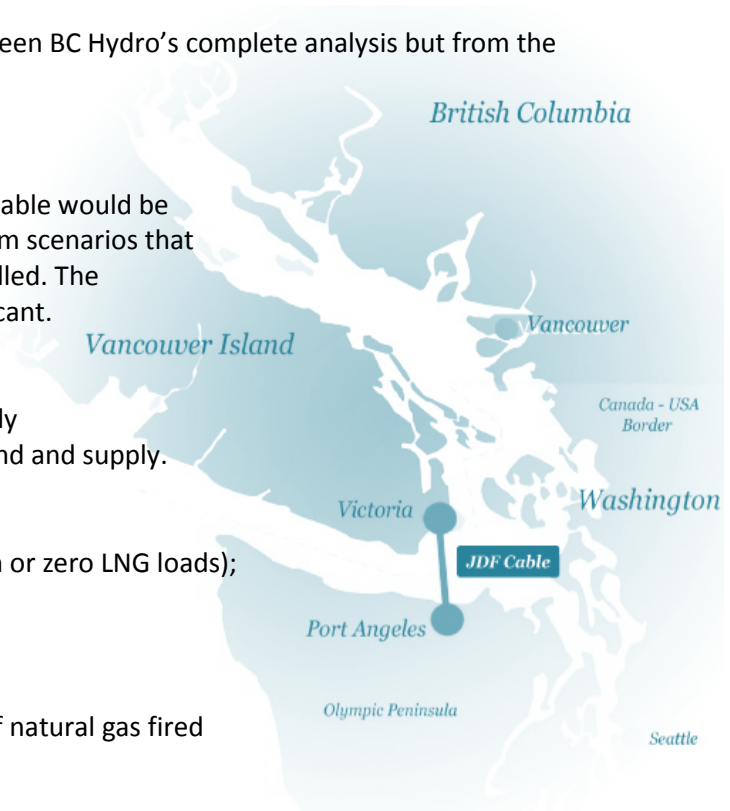 een BC Hydro's complete analysis but from the
British Columbia
able would be
m scenarios that
lled. The
cant.
Vancouver
Vancouver Island
Canada - USA
Border
ly
nd and supply.
Washington
Victoria
JDF Cable
or zero LNG loads);
Port Angeles
Olympic Peninsula
f natural gas fired
Seattle